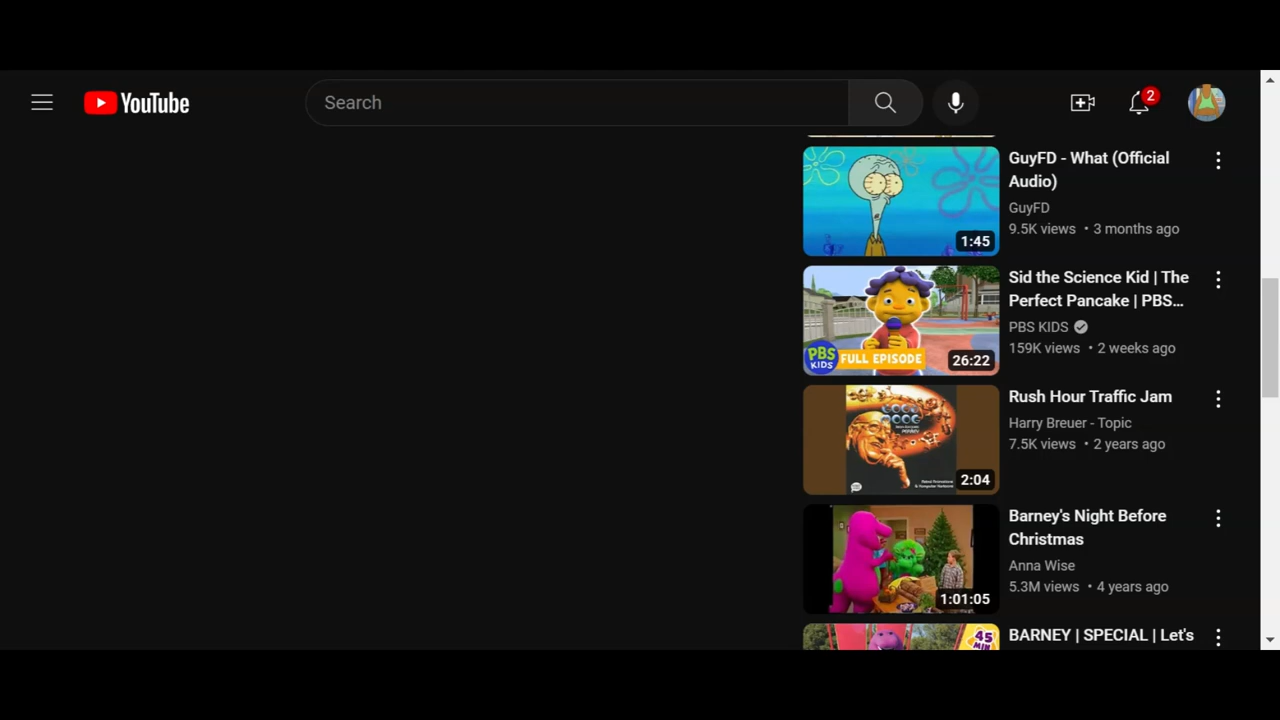 YouTube
Search
2
GuyFD - What (Official
Audio)
GuyFD
9.5K views • 3 months ago
1:45
Sid the Science Kid | The
Perfect Pancake | PBS...
PBS KIDS
159K views • 2 weeks ago
PBS
KIDS
FULL EPISODE
26:22
Rush Hour Traffic Jam
Harry Breuer - Topic
7.5K views • 2 years ago
2:04
Barney's Night Before
Christmas
Anna Wise
5.3M views • 4 years ago
1:01:05
BARNEY | SPECIAL | Let's
45
MIN